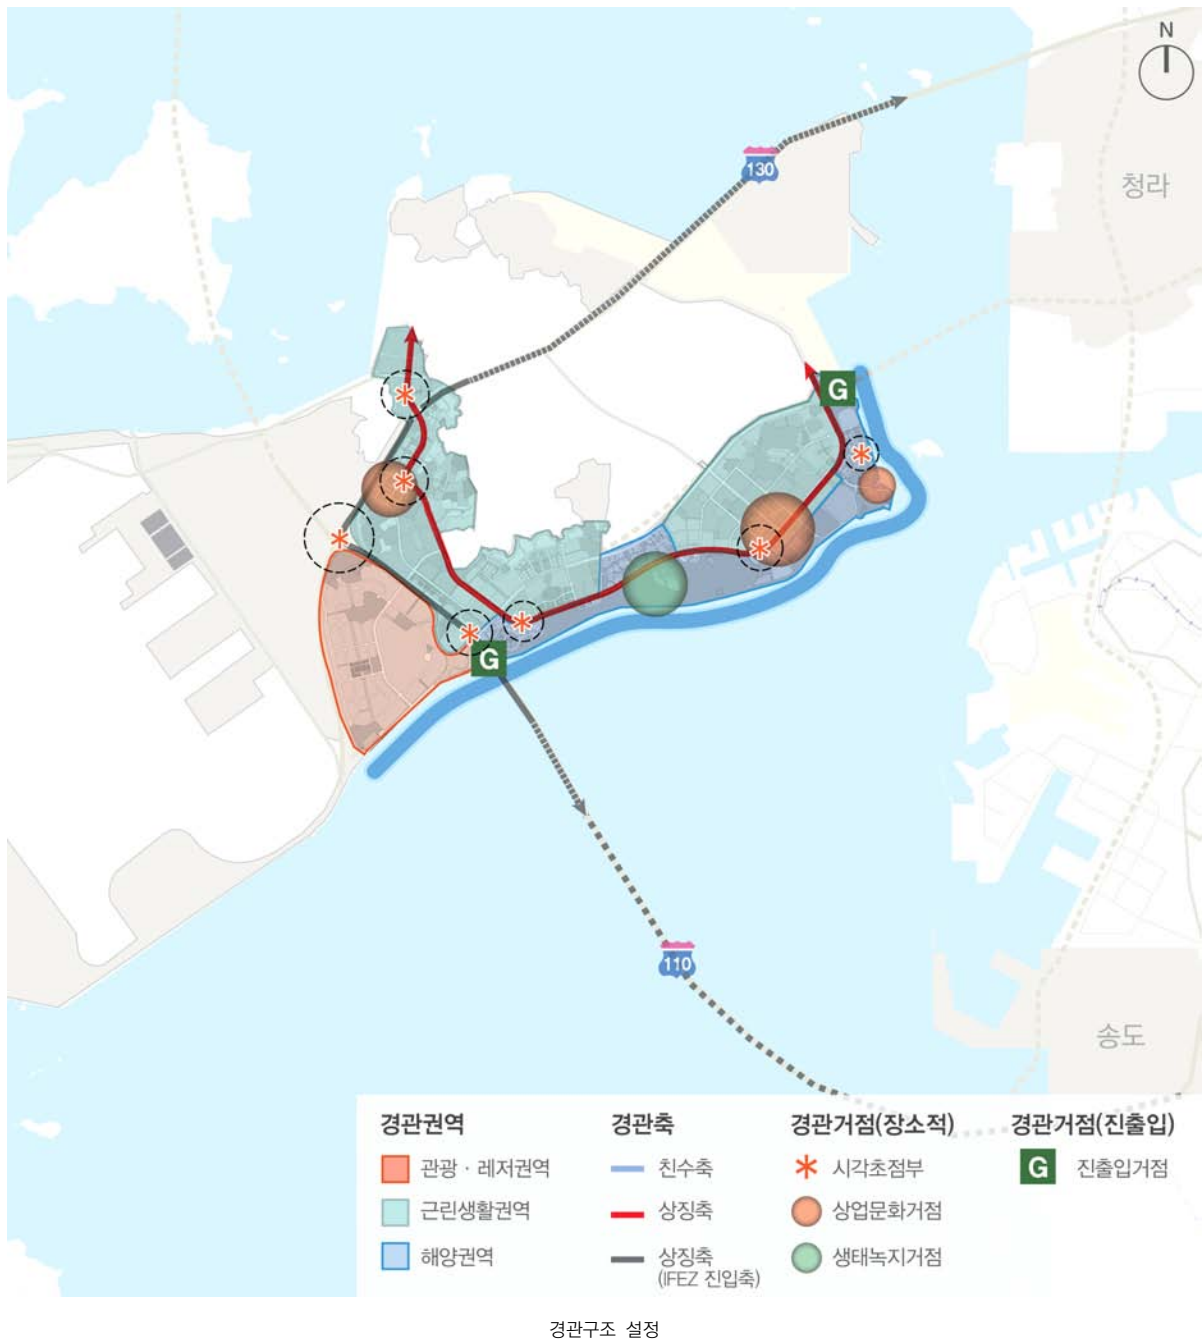 N
130
청라
G
G
110
송도
경관권역
관광 · 레저권역
근린생활권역
해양권역
경관축
친수축
상징축
상징축
(IFEZ 진입축)
경관거점(장소적)
시각초점부
상업문화거점
생태녹지거점
경관거점(진출입)
G 진출입거점
경관구조 설정